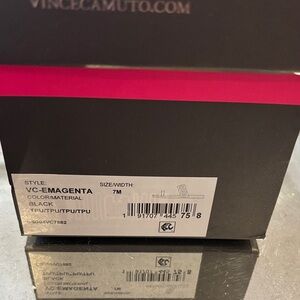 VINCECAMUTO.COM
STYLE: SIZE/WIDTH:
VC-EMAGENTA 7M
COLOR/MATERIAL
BLACK
TPU/TPU/TPU/TPU
1 91707 445 75 8